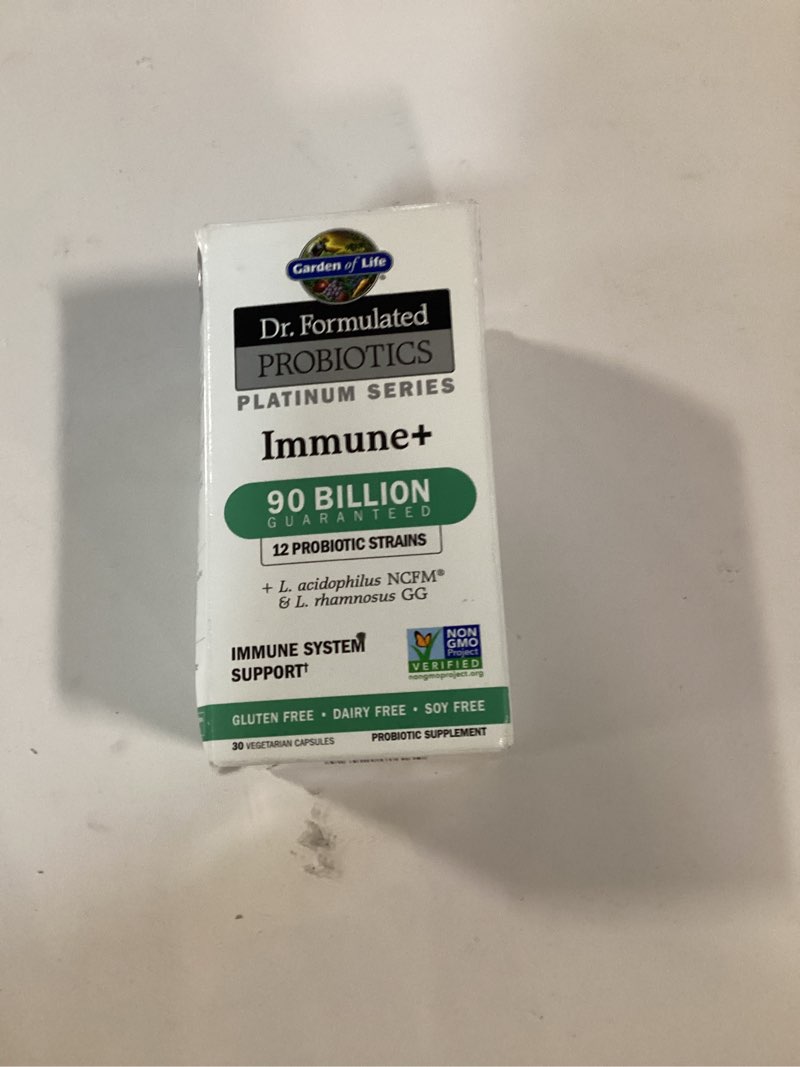 Garden of Life®
Dr. Formulated
PROBIOTICS
PLATINUM SERIES
Immune+
90 BILLION
GUARANTEED
12 PROBIOTIC STRAINS
+ L. acidophilus NCFM®
& L. rhamnosus GG
IMMUNE SYSTEM
SUPPORT†
NON
GMO
Project
VERIFIED
nongmoproject.org
GLUTEN FREE • DAIRY FREE • SOY FREE
30 VEGETARIAN CAPSULES PROBIOTIC SUPPLEMENT